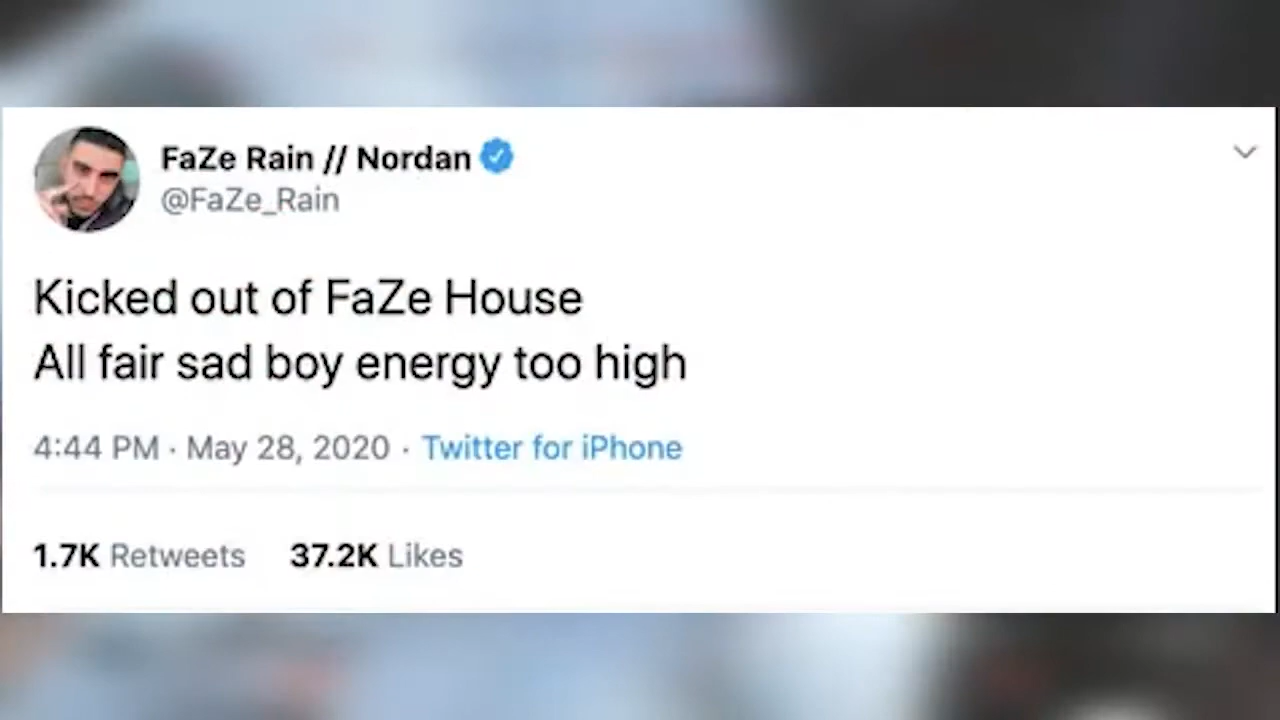 FaZe Rain // Nordan
@FaZe_Rain
Kicked out of FaZe House
All fair sad boy energy too high
4:44 PM · May 28, 2020 · Twitter for iPhone
1.7K Retweets 37.2K Likes